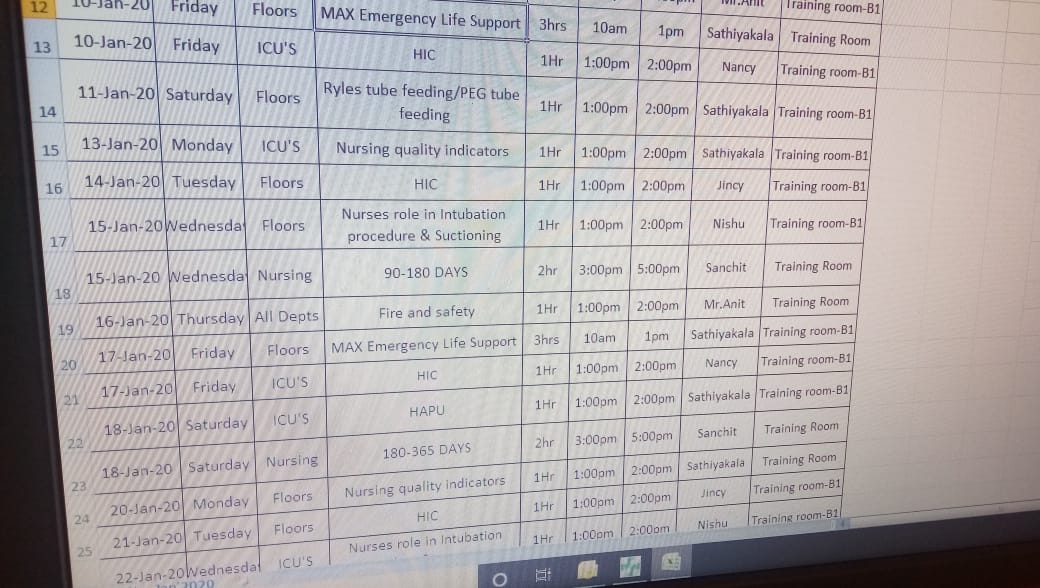 12 10-Jan-20 Friday Floors MAX Emergency Life Support 3hrs 10am 1pm Sathiyakala Training Room
Mr.Anit Training room-B1
13 10-Jan-20 Friday ICU'S HIC 1Hr 1:00pm 2:00pm Nancy Training room-B1
14 11-Jan-20 Saturday Floors Ryles tube feeding/PEG tube
feeding 1Hr 1:00pm 2:00pm Sathiyakala Training room-B1
15 13-Jan-20 Monday ICU'S Nursing quality indicators 1Hr 1:00pm 2:00pm Sathiyakala Training room-B1
16 14-Jan-20 Tuesday Floors HIC 1Hr 1:00pm 2:00pm Jincy Training room-B1
17 15-Jan-20 Wednesda Floors Nurses role in Intubation
procedure & Suctioning 1Hr 1:00pm 2:00pm Nishu Training room-B1
18 15-Jan-20 Wednesda Nursing 90-180 DAYS 2hr 3:00pm 5:00pm Sanchit Training Room
19 16-Jan-20 Thursday All Depts Fire and safety 1Hr 1:00pm 2:00pm Mr.Anit Training Room
20 17-Jan-20 Friday Floors MAX Emergency Life Support 3hrs 10am 1pm Sathiyakala Training room-B1
21 17-Jan-20 Friday ICU'S HIC 1Hr 1:00pm 2:00pm Nancy Training room-B1
22 18-Jan-20 Saturday ICU'S HAPU 1Hr 1:00pm 2:00pm Sathiyakala Training room-B1
23 18-Jan-20 Saturday Nursing 180-365 DAYS 2hr 3:00pm 5:00pm Sanchit Training Room
24 20-Jan-20 Monday Floors Nursing quality indicators 1Hr 1:00pm 2:00pm Sathiyakala Training Room
25 21-Jan-20 Tuesday Floors HIC 1Hr 1:00pm 2:00pm Jincy Training room-B1
22-Jan-20 Wednesda ICU'S Nurses role in Intubation 1Hr 1:00pm 2:00pm Nishu Training room-B1